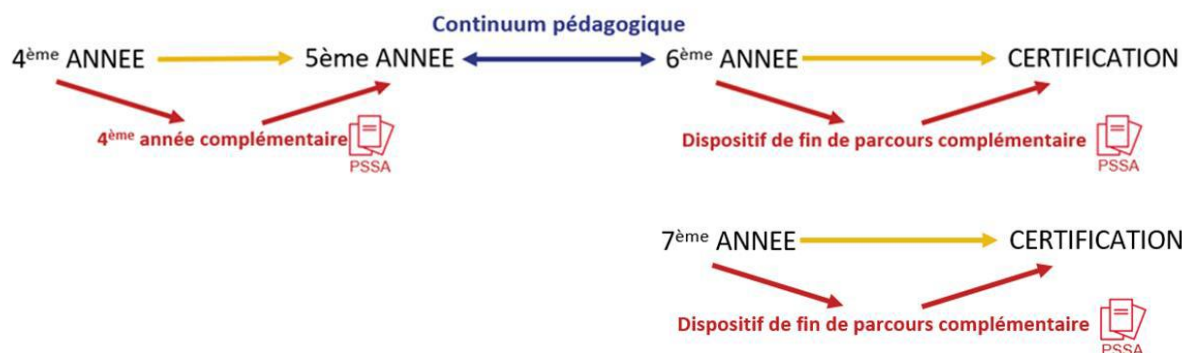 Continuum pédagogique
4ème ANNEE 5ème ANNEE 6ème ANNEE CERTIFICATION
4ème année complémentaire Dispositif de fin de parcours complémentaire
PSSA PSSA
7ème ANNEE CERTIFICATION
Dispositif de fin de parcours complémentaire
PSSA